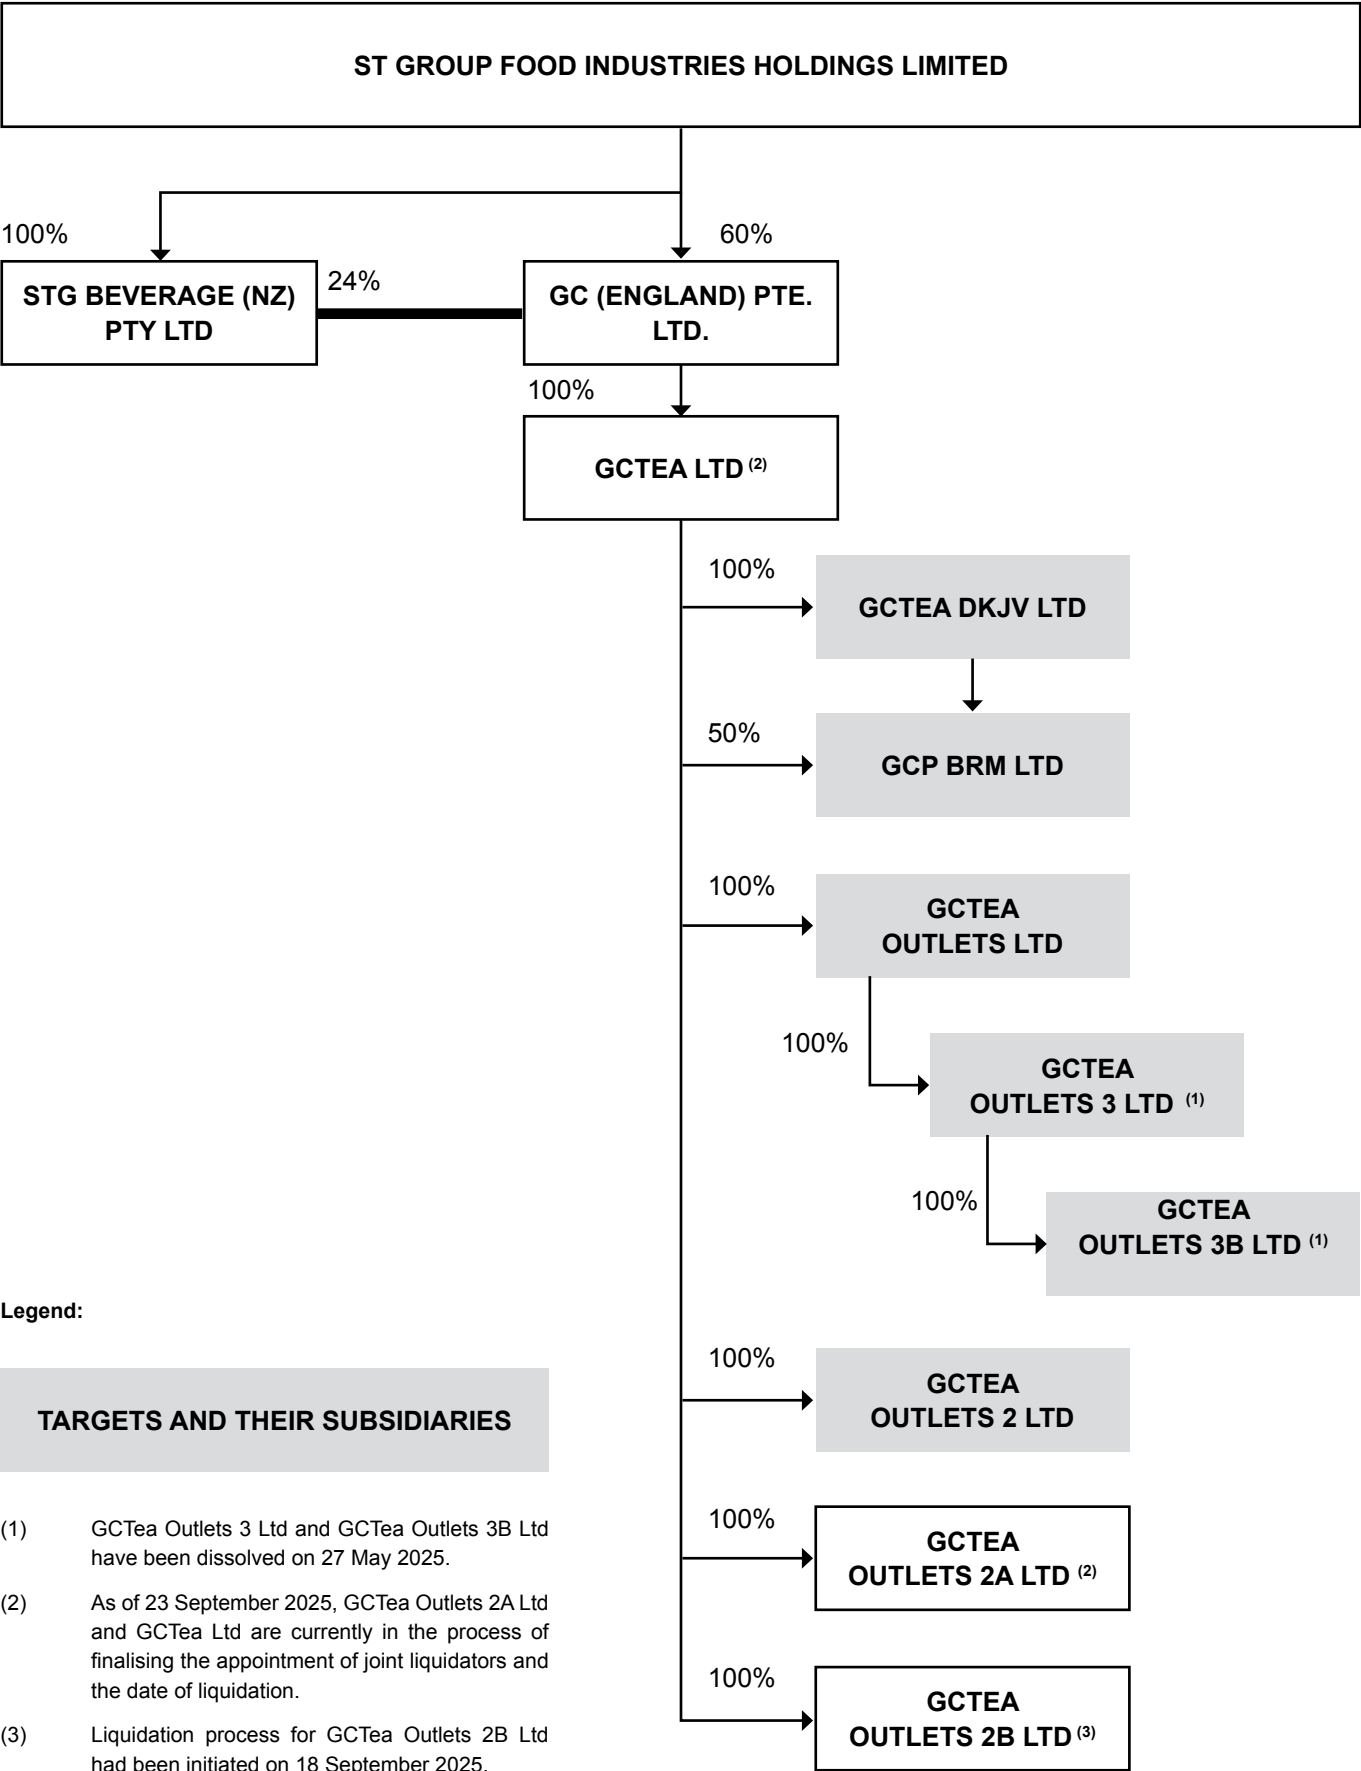 ST GROUP FOOD INDUSTRIES HOLDINGS LIMITED
100%
60%
STG BEVERAGE (NZ)
PTY LTD
24%
GC (ENGLAND) PTE.
LTD.
100%
GCTEA LTD (2)
100%
GCTEA DKJV LTD
50%
GCP BRM LTD
100%
GCTEA
OUTLETS LTD
100%
GCTEA
OUTLETS 3 LTD (1)
100%
GCTEA
OUTLETS 3B LTD (1)
Legend:
TARGETS AND THEIR SUBSIDIARIES
100%
GCTEA
OUTLETS 2 LTD
100%
GCTEA
OUTLETS 2A LTD (2)
100%
GCTEA
OUTLETS 2B LTD (3)
(1) GCTea Outlets 3 Ltd and GCTea Outlets 3B Ltd
have been dissolved on 27 May 2025.
(2) As of 23 September 2025, GCTea Outlets 2A Ltd
and GCTea Ltd are currently in the process of
finalising the appointment of joint liquidators and
the date of liquidation.
(3) Liquidation process for GCTea Outlets 2B Ltd
had been initiated on 18 September 2025.